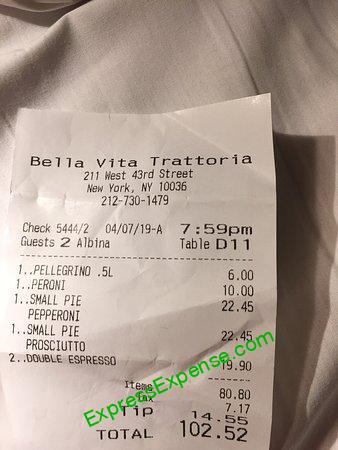 Bella Vita Trattoria
211 West 43rd Street
New York, NY 10036
212-730-1479
Check 5444/2 04/07/19-A 7:59pm
Guests 2 Albina Table D11
1..PELLEGRINO .5L 6.00
1..PERONI 10.00
1..SMALL PIE 22.45
PEPPERONI
1..SMALL PIE 22.45
PROSCIUTTO
2..DOUBLE ESPRESSO 19.90
Items 80.80
Tax 7.17
Tip 14.55
TOTAL 102.52
ExpressExpense.com